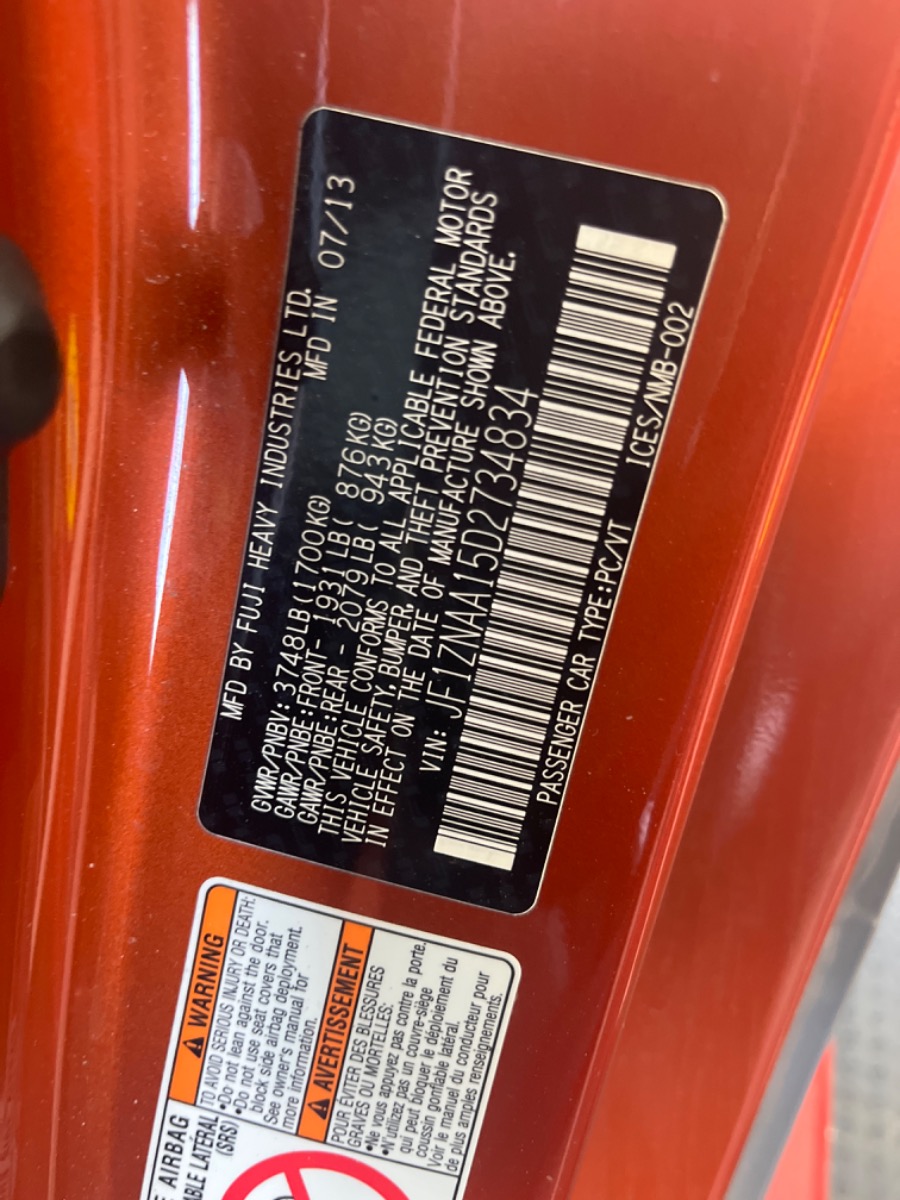 MFD BY FUJI HEAVY INDUSTRIES LTD.
MFD IN 07/13
GVWR/PNBV:3748LB(1700KG)
GAWR/PNBE:FRONT- 1931LB( 876KG)
GAWR/PNBE:REAR - 2079LB( 943KG)
THIS VEHICLE CONFORMS TO ALL APPLICABLE FEDERAL MOTOR
VEHICLE SAFETY,BUMPER,AND THEFT PREVENTION STANDARDS
IN EFFECT ON THE DATE OF MANUFACTURE SHOWN ABOVE.
VIN: JF1ZNAA15D2734834
PASSENGER CAR TYPE:PC/VT ICES/NMB-002
E AIRBAG
ABLE LATÉRAL
(SRS)
WARNING
TO AVOID SERIOUS INJURY OR DEATH:
•Do not lean against the door.
•Do not use seat covers that
block side airbag deployment.
See owner's manual for
more information.
AVERTISSEMENT
POUR ÉVITER DES BLESSURES
GRAVES OU MORTELLES:
•Ne vous appuyez pas contre la porte.
•N'utilizez pas un couvre-siège
qui peut bloquer le déploiement du
coussin gonflable latéral.
Voir le manuel du conducteur pour
de plus amples renseignements.